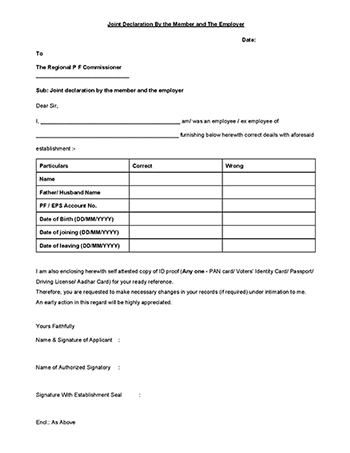 Joint Declaration By the Member and The Employer
Date:
To
The Regional P F Commissioner
Sub: Joint declaration by the member and the employer
Dear Sir,
I, am/ was an employee / ex employee of
furnishing below herewith correct deails with aforesaid
establishment :-
Particulars Correct Wrong
Name
Father/ Husband Name
PF / EPS Account No.
Date of Birth (DD/MM/YYYY)
Date of joining (DD/MM/YYYY)
Date of leaving (DD/MM/YYYY)
I am also enclosing herewith self attested copy of ID proof (Any one - PAN card/ Voters' Identity Card/ Passport/
Driving License/ Aadhar Card) for your ready reference.
Therefore, you are requested to make necessary changes in your records (if required) under intimation to me.
An early action in this regard will be highly appreciated.
Yours Faithfully
Name & Signature of Applicant :
Name of Authorized Signatory :
Signature With Establishment Seal :
Encl.: As Above